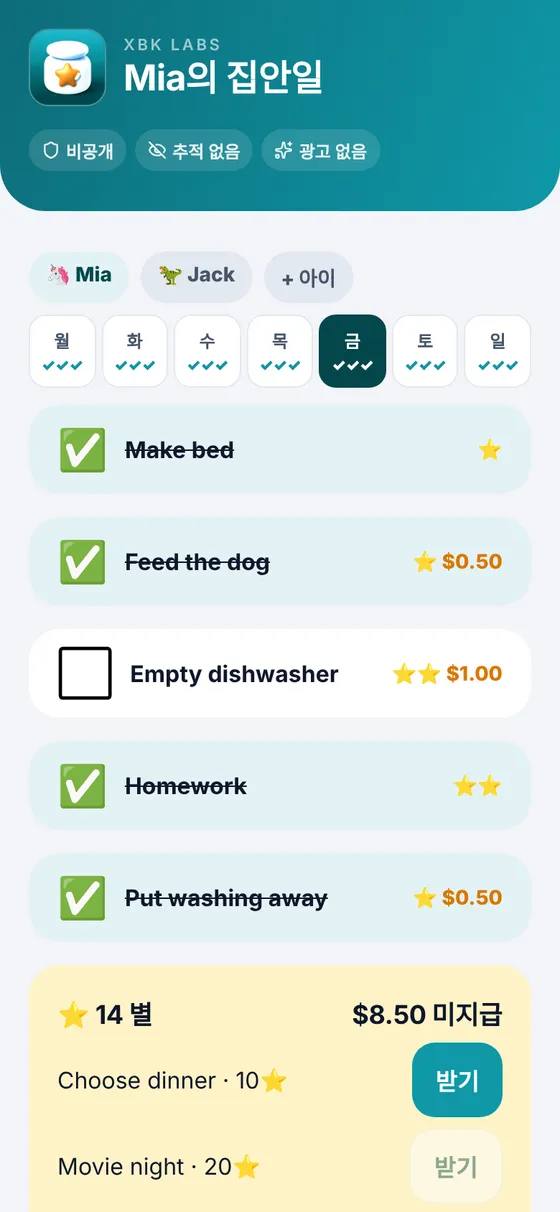 XBK LABS
Mia의 집안일
비공개 추적 없음 광고 없음
Mia Jack + 아이
월 화 수 목 금 토 일
Make bed
Feed the dog $0.50
Empty dishwasher $1.00
Homework
Put washing away $0.50
14 별 $8.50 미지급
Choose dinner · 10 받기
Movie night · 20 받기